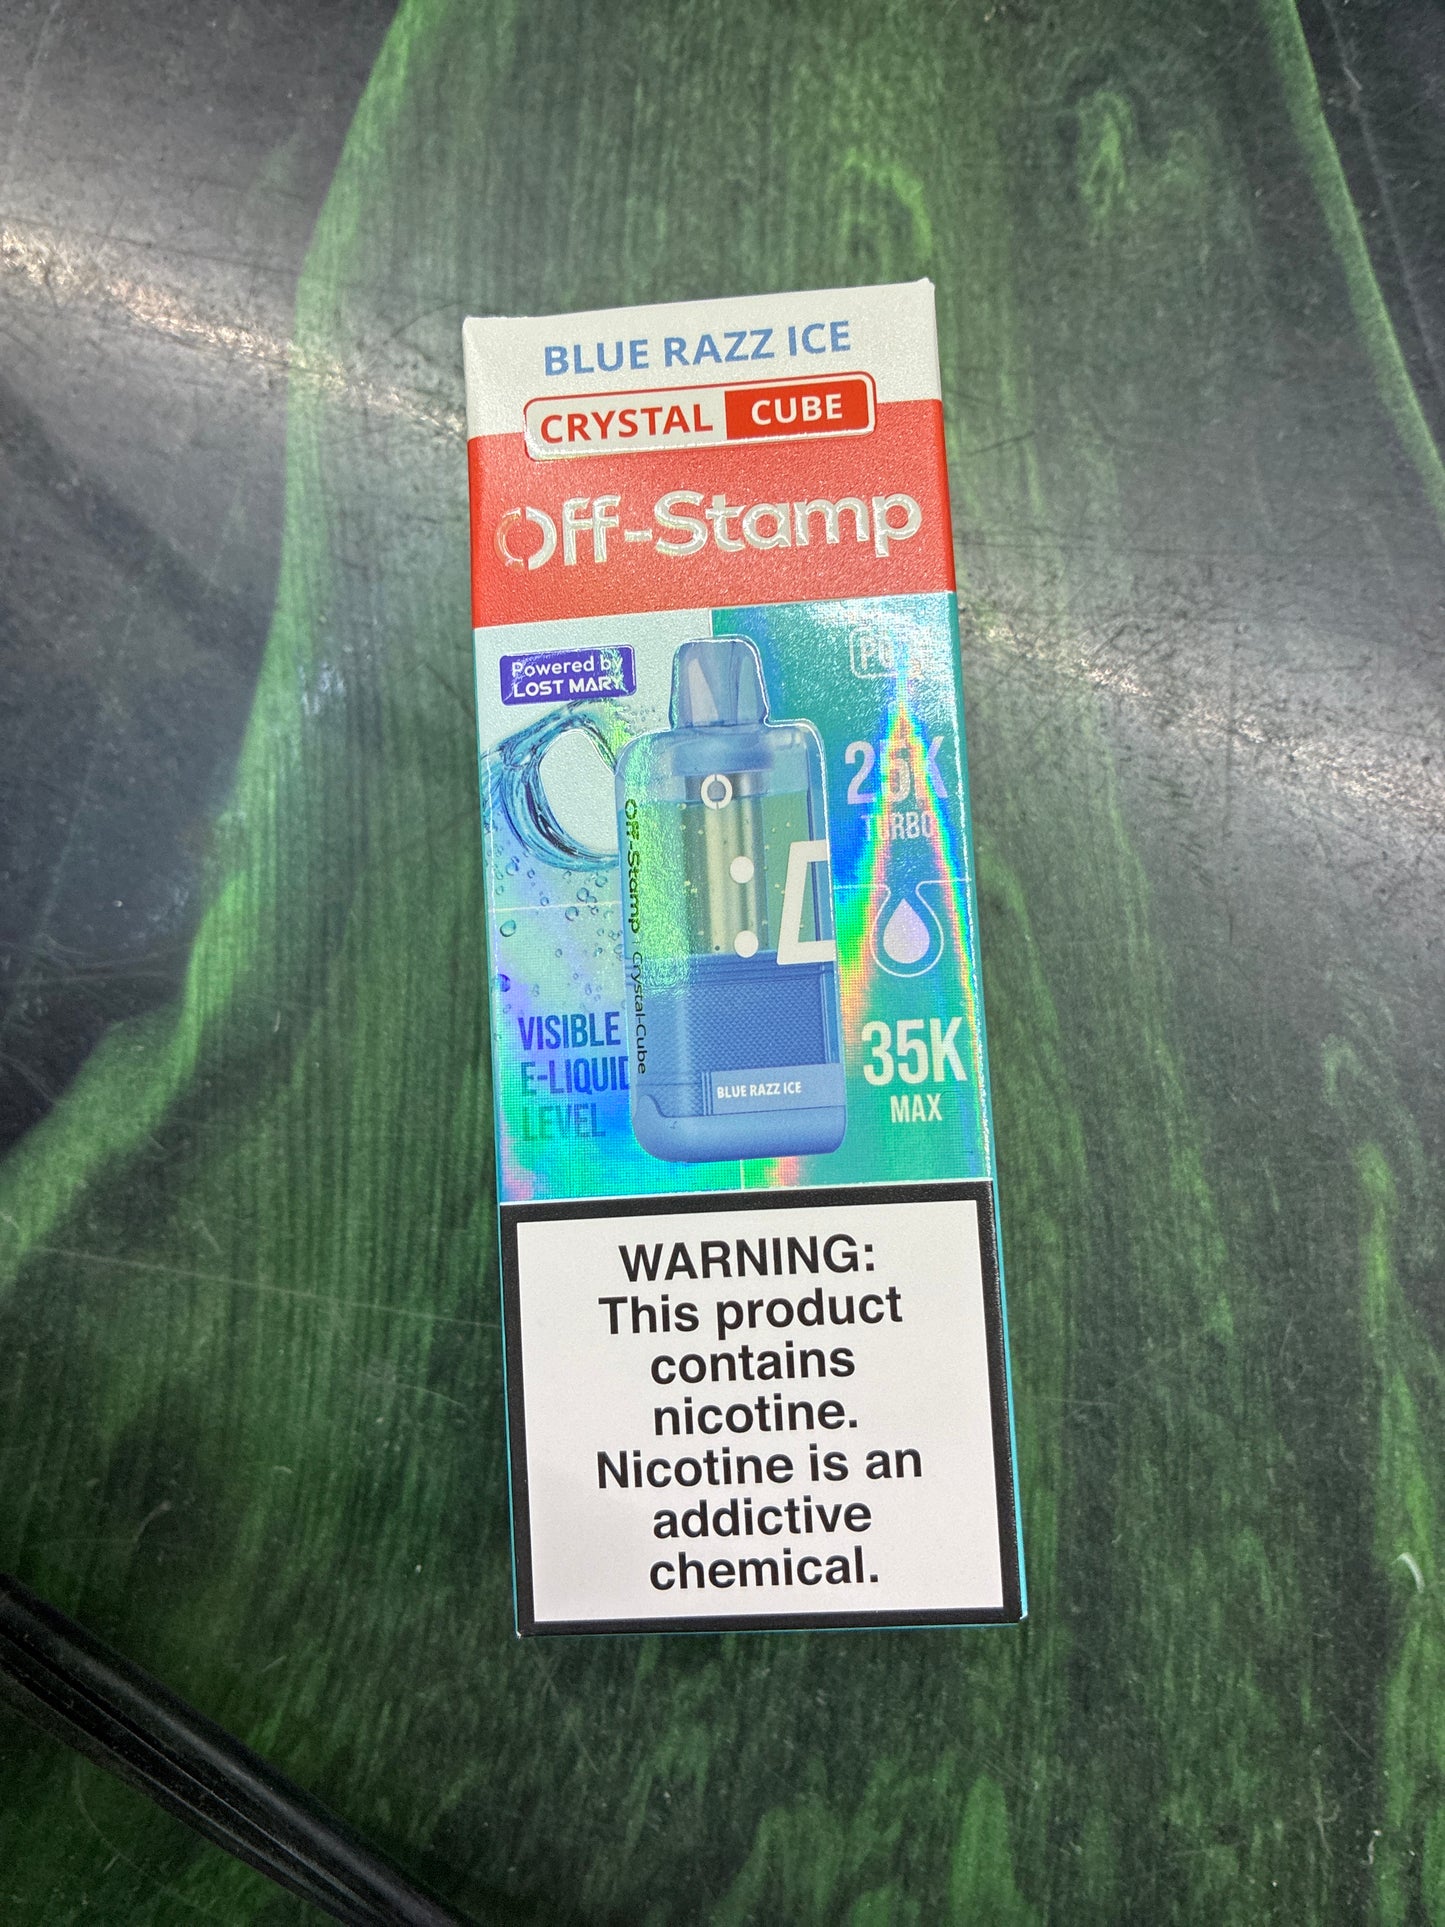 BLUE RAZZ ICE
CRYSTAL CUBE
Off-Stamp
Powered by
LOST MARY
25K
TURBO
Off-Stamp Crystal-Cube
VISIBLE
E-LIQUID
LEVEL
35K
MAX
BLUE RAZZ ICE
WARNING:
This product
contains
nicotine.
Nicotine is an
addictive
chemical.